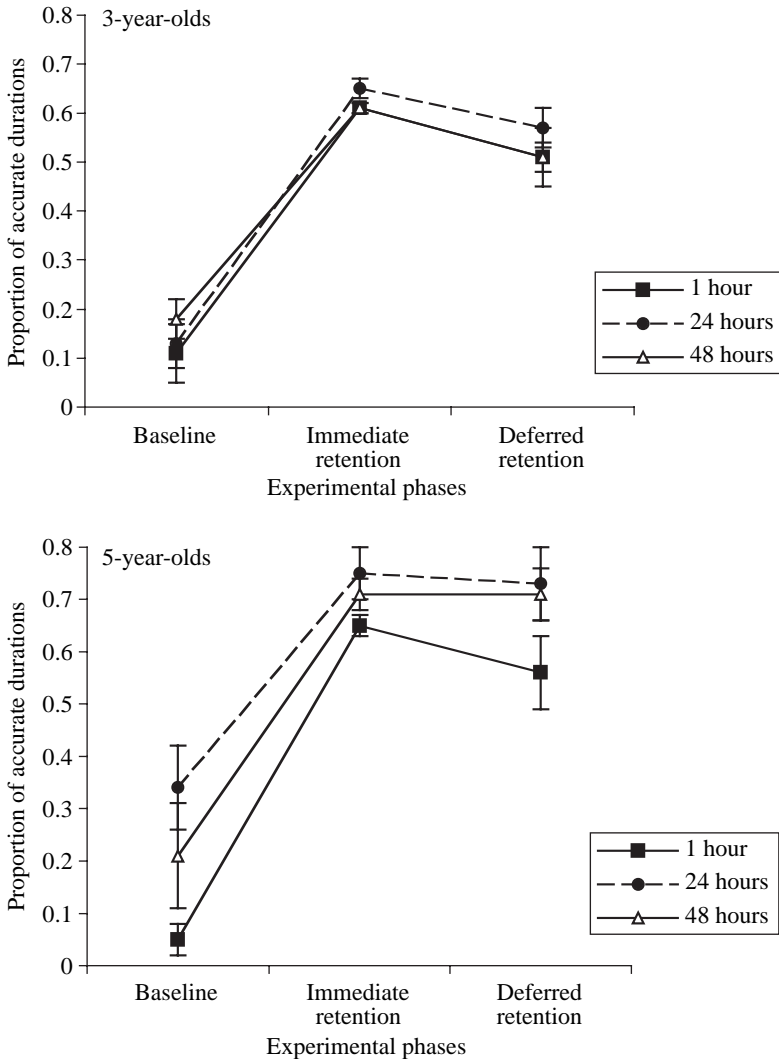 3-year-olds
Proportion of accurate durations
0.8
0.7
0.6
0.5
0.4
0.3
0.2
0.1
0
Baseline
Immediate
retention
Deferred
retention
Experimental phases
1 hour
24 hours
48 hours
5-year-olds
Proportion of accurate durations
0.8
0.7
0.6
0.5
0.4
0.3
0.2
0.1
0
Baseline
Immediate
retention
Deferred
retention
Experimental phases
1 hour
24 hours
48 hours